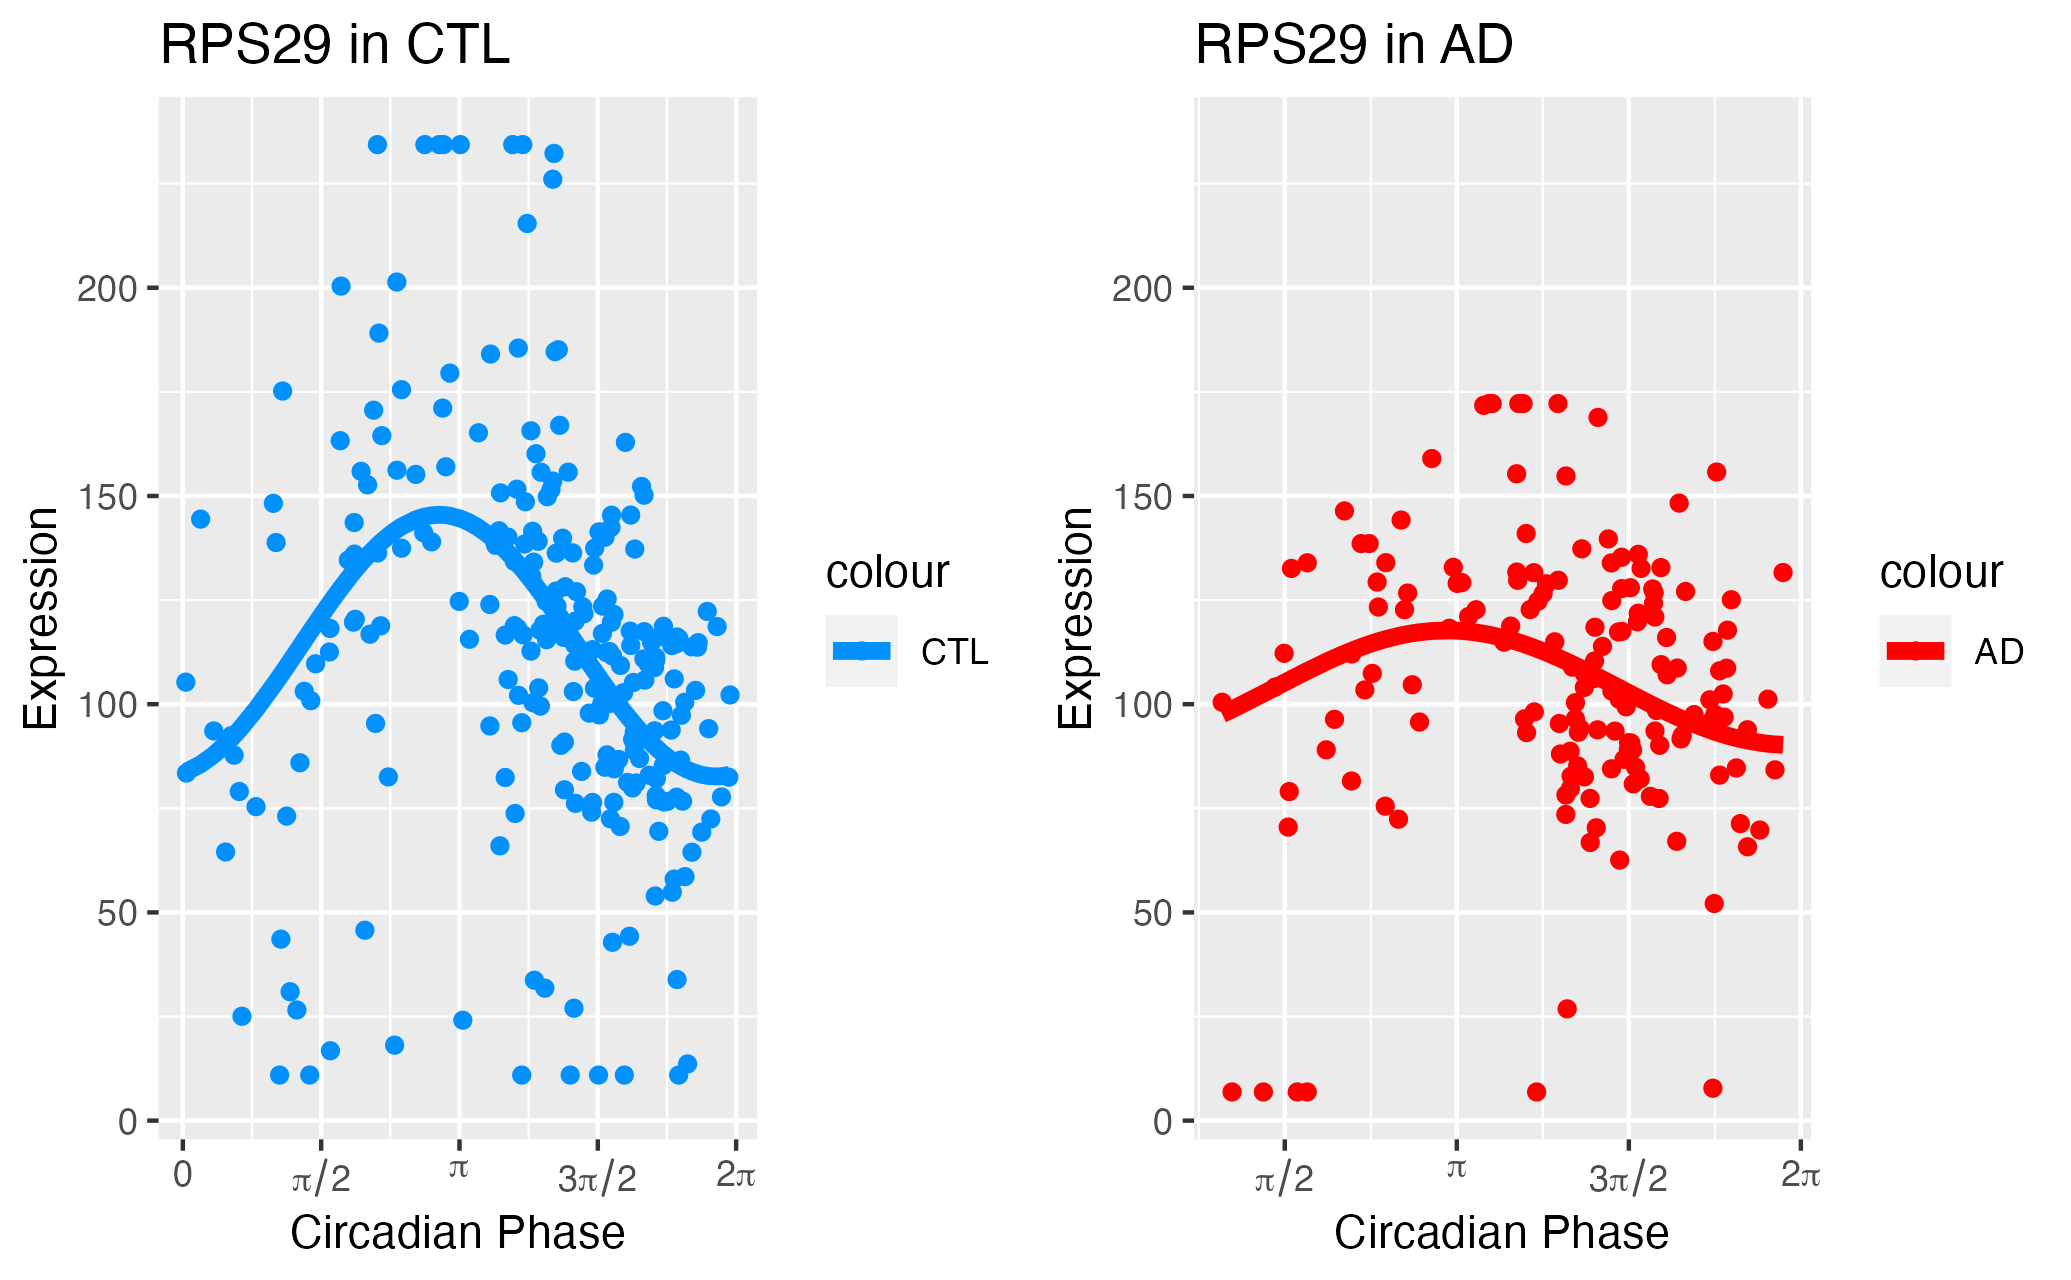 RPS29 in CTL
Expression
200
150
100
50
0
0 π/2 π 3π/2 2π
Circadian Phase
colour
CTL
RPS29 in AD
Expression
200
150
100
50
0
π/2 π 3π/2 2π
Circadian Phase
colour
AD